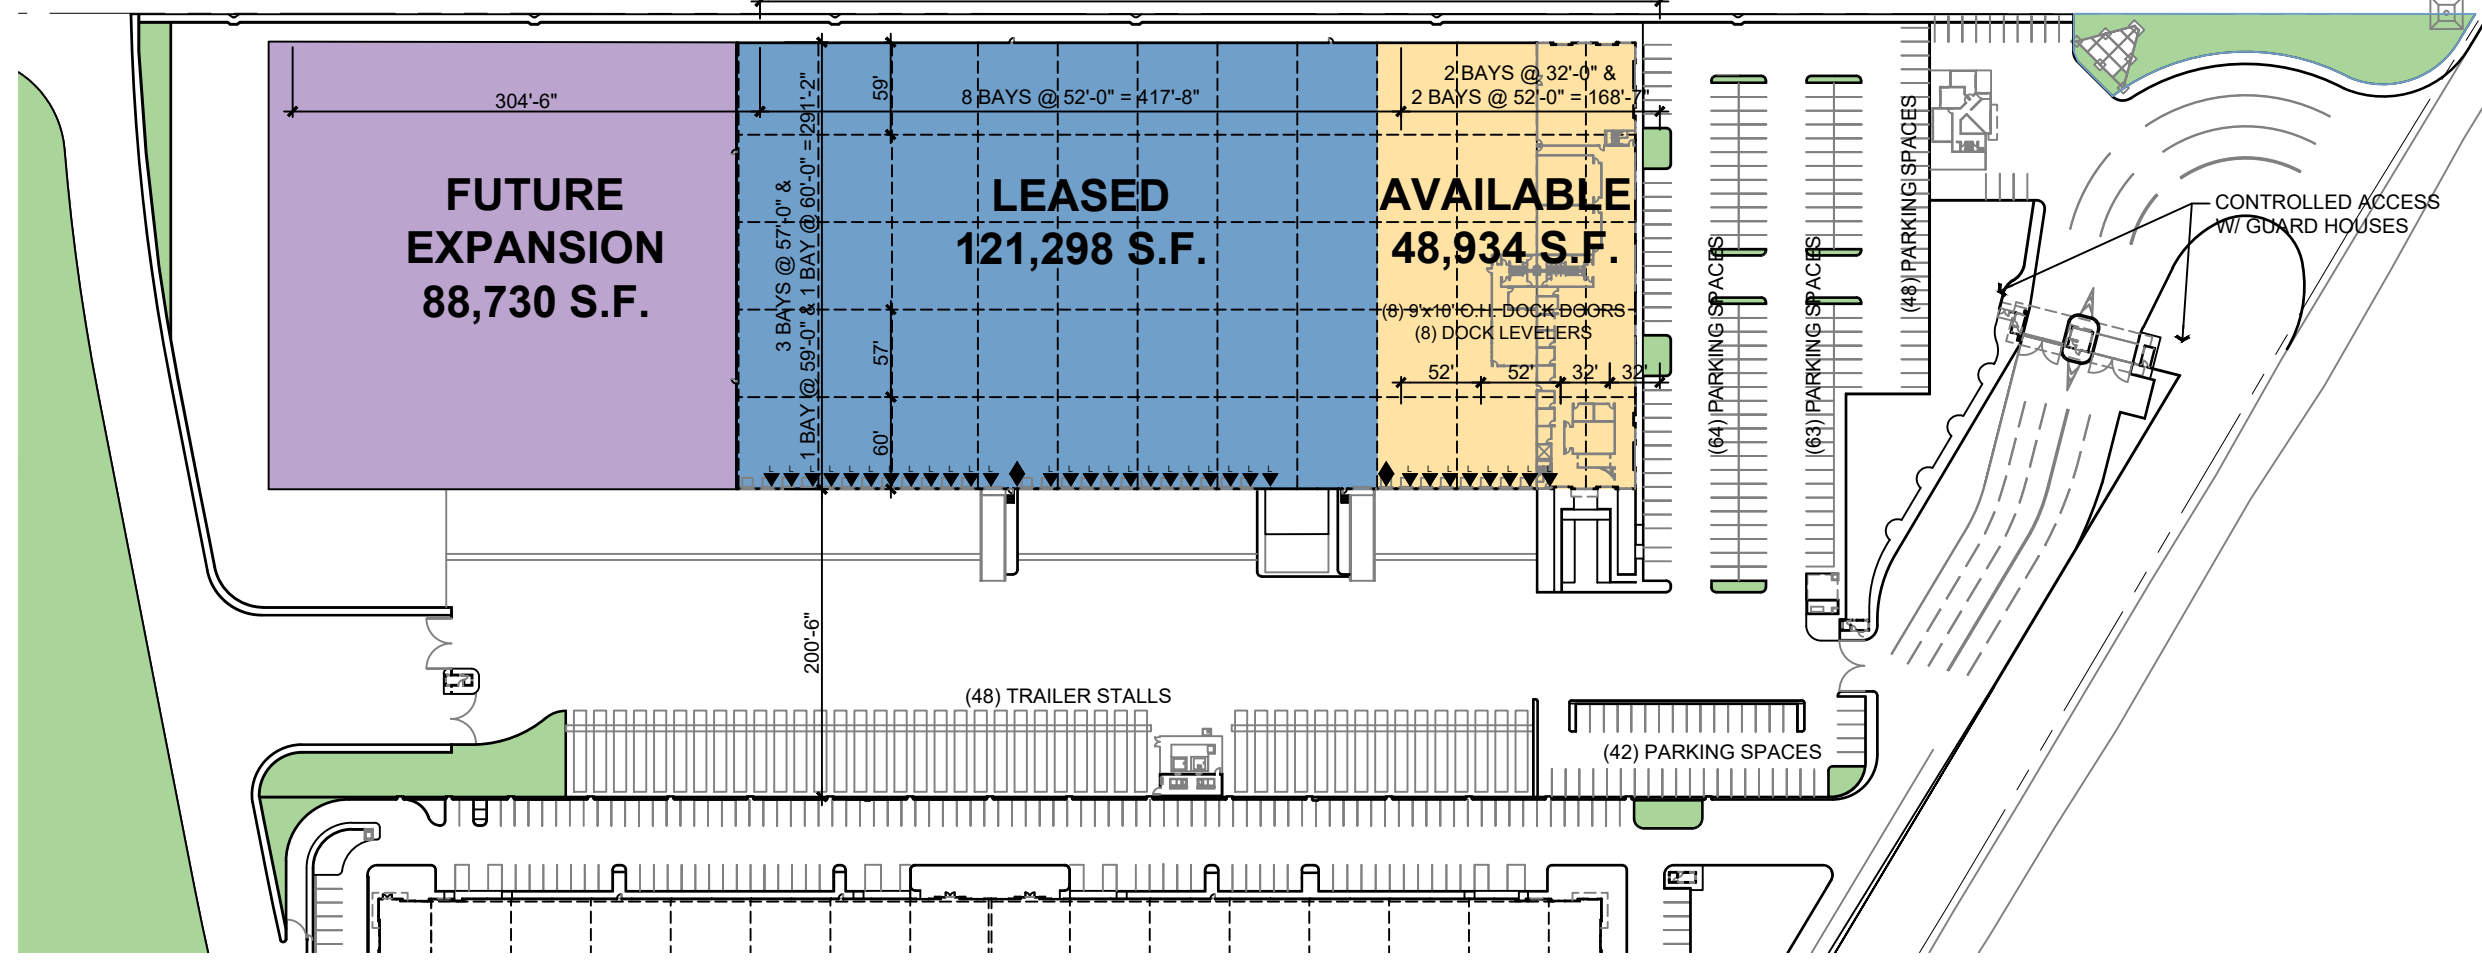 304'-6"
8 BAYS @ 52'-0" = 417'-8"
2 BAYS @ 32'-0" &
2 BAYS @ 52'-0" = 168'-7"
59'
3 BAYS @ 57'-0" &
1 BAY @ 59'-0" & 1 BAY @ 60'-0" = 291'-2"
FUTURE
EXPANSION
88,730 S.F.
LEASED
121,298 S.F.
AVAILABLE
48,934 S.F.
(8) 9'x10' O.H. DOCK DOORS
(8) DOCK LEVELERS
57'
52'
52'
32'
32'
60'
L L L L L L L L L L L L
L L L L L L L L L L L L
L L L L L L L L
(64) PARKING SPACES
(63) PARKING SPACES
(48) PARKING SPACES
CONTROLLED ACCESS
W/ GUARD HOUSES
200'-6"
(48) TRAILER STALLS
(42) PARKING SPACES